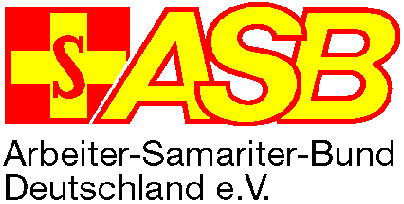 S ASB
Arbeiter-Samariter-Bund
Deutschland e.V.